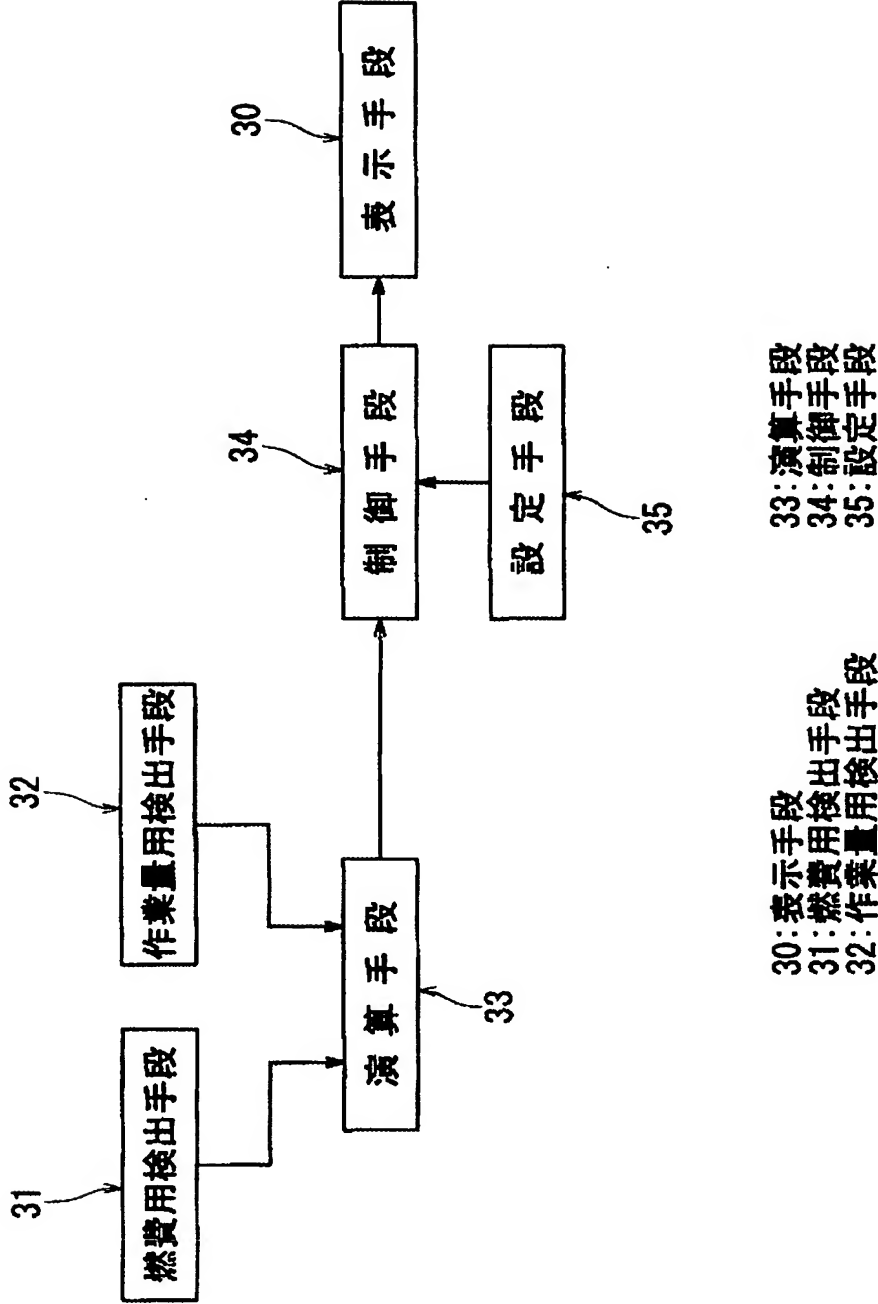 31
燃費用検出手段
32
作業量用検出手段
演算手段
33
34
制御手段
設定手段
35
30
表示手段
30:表示手段
31:燃費用検出手段
32:作業量用検出手段
33:演算手段
34:制御手段
35:設定手段